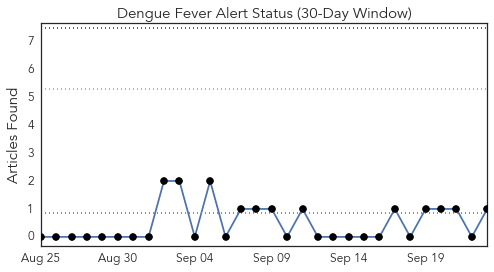 Dengue Fever Alert Status (30-Day Window)
Articles Found
7
6
5
4
3
2
1
0
Aug 25 Aug 30 Sep 04 Sep 09 Sep 14 Sep 19